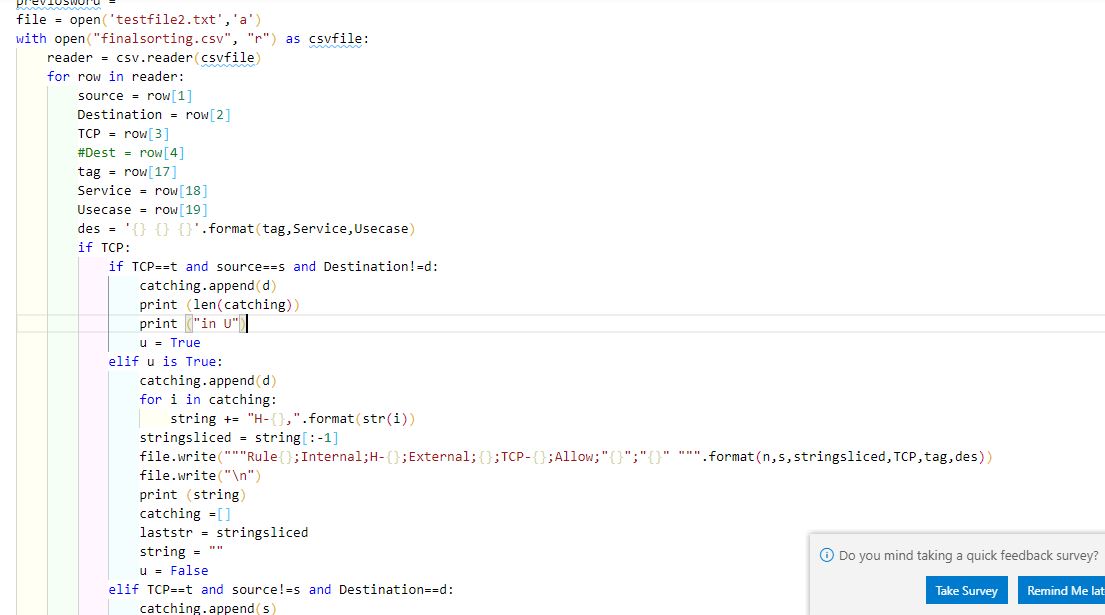 previosword =
file = open('testfile2.txt','a')
with open("finalsorting.csv", "r") as csvfile:
    reader = csv.reader(csvfile)
    for row in reader:
        source = row[1]
        Destination = row[2]
        TCP = row[3]
        #Dest = row[4]
        tag = row[17]
        Service = row[18]
        Usecase = row[19]
        des = '{} {} {}'.format(tag,Service,Usecase)
        if TCP:
            if TCP==t and source==s and Destination!=d:
                catching.append(d)
                print (len(catching))
                print ("in U")
                u = True
            elif u is True:
                catching.append(d)
                for i in catching:
                    string += "H-{},".format(str(i))
                stringsliced = string[:-1]
                file.write("""Rule{};Internal;H-{};External;{};TCP-{};Allow;"{}";"{}" """.format(n,s,stringsliced,TCP,tag,des))
                file.write("\n")
                print (string)
                catching =[]
                laststr = stringsliced
                string = ""
                u = False
            elif TCP==t and source!=s and Destination==d:
                catching.append(s)
Do you mind taking a quick feedback survey?
Take Survey
Remind Me lat